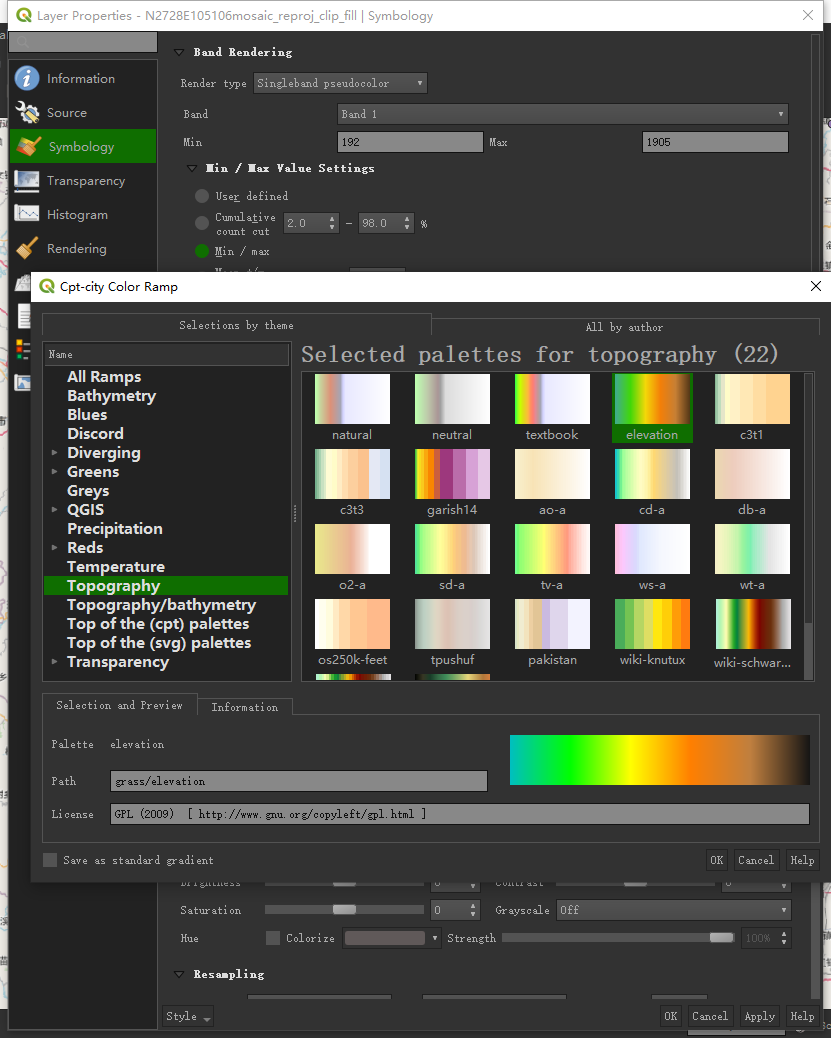 Layer Properties - N2728E105106mosaic_reproj_clip_fill | Symbology
Information
Source
Symbology
Transparency
Histogram
Rendering
Band Rendering
Render type Singleband pseudocolor
Band Band 1
Min 192 Max 1905
Min / Max Value Settings
User defined
Cumulative
count cut 2.0 - 98.0 %
Min / max
Cpt-city Color Ramp
Selections by theme All by author
Name
All Ramps
Bathymetry
Blues
Discord
Diverging
Greens
Greys
QGIS
Precipitation
Reds
Temperature
Topography
Topography/bathymetry
Top of the (cpt) palettes
Top of the (svg) palettes
Transparency
Selected palettes for topography (22)
natural neutral textbook elevation c3t1
c3t3 garish14 ao-a cd-a db-a
o2-a sd-a tv-a ws-a wt-a
os250k-feet tpushuf pakistan wiki-knutux wiki-schwar...
Selection and Preview Information
Palette elevation
Path grass/elevation
License GPL (2009) [ http://www.gnu.org/copyleft/gpl.html ]
Save as standard gradient
OK Cancel Help
Brightness 0 Contrast 0
Saturation 0 Grayscale Off
Hue Colorize Strength 100%
Resampling
Style OK Cancel Apply Help